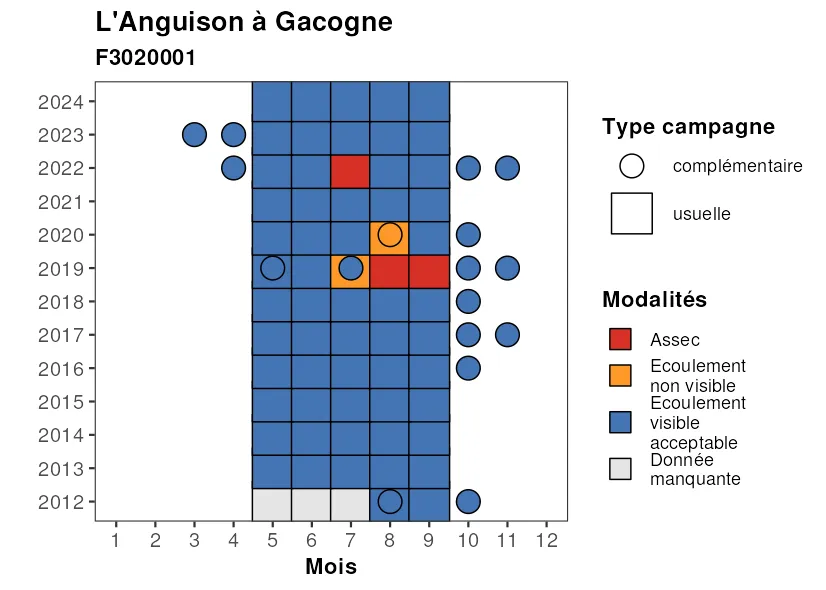 L'Anguison à Gacogne
F3020001
2024
2023
2022
2021
2020
2019
2018
2017
2016
2015
2014
2013
2012
1 2 3 4 5 6 7 8 9 10 11 12
Mois
Type campagne
complémentaire
usuelle
Modalités
Assec
Ecoulement
non visible
Ecoulement
visible
acceptable
Donnée
manquante